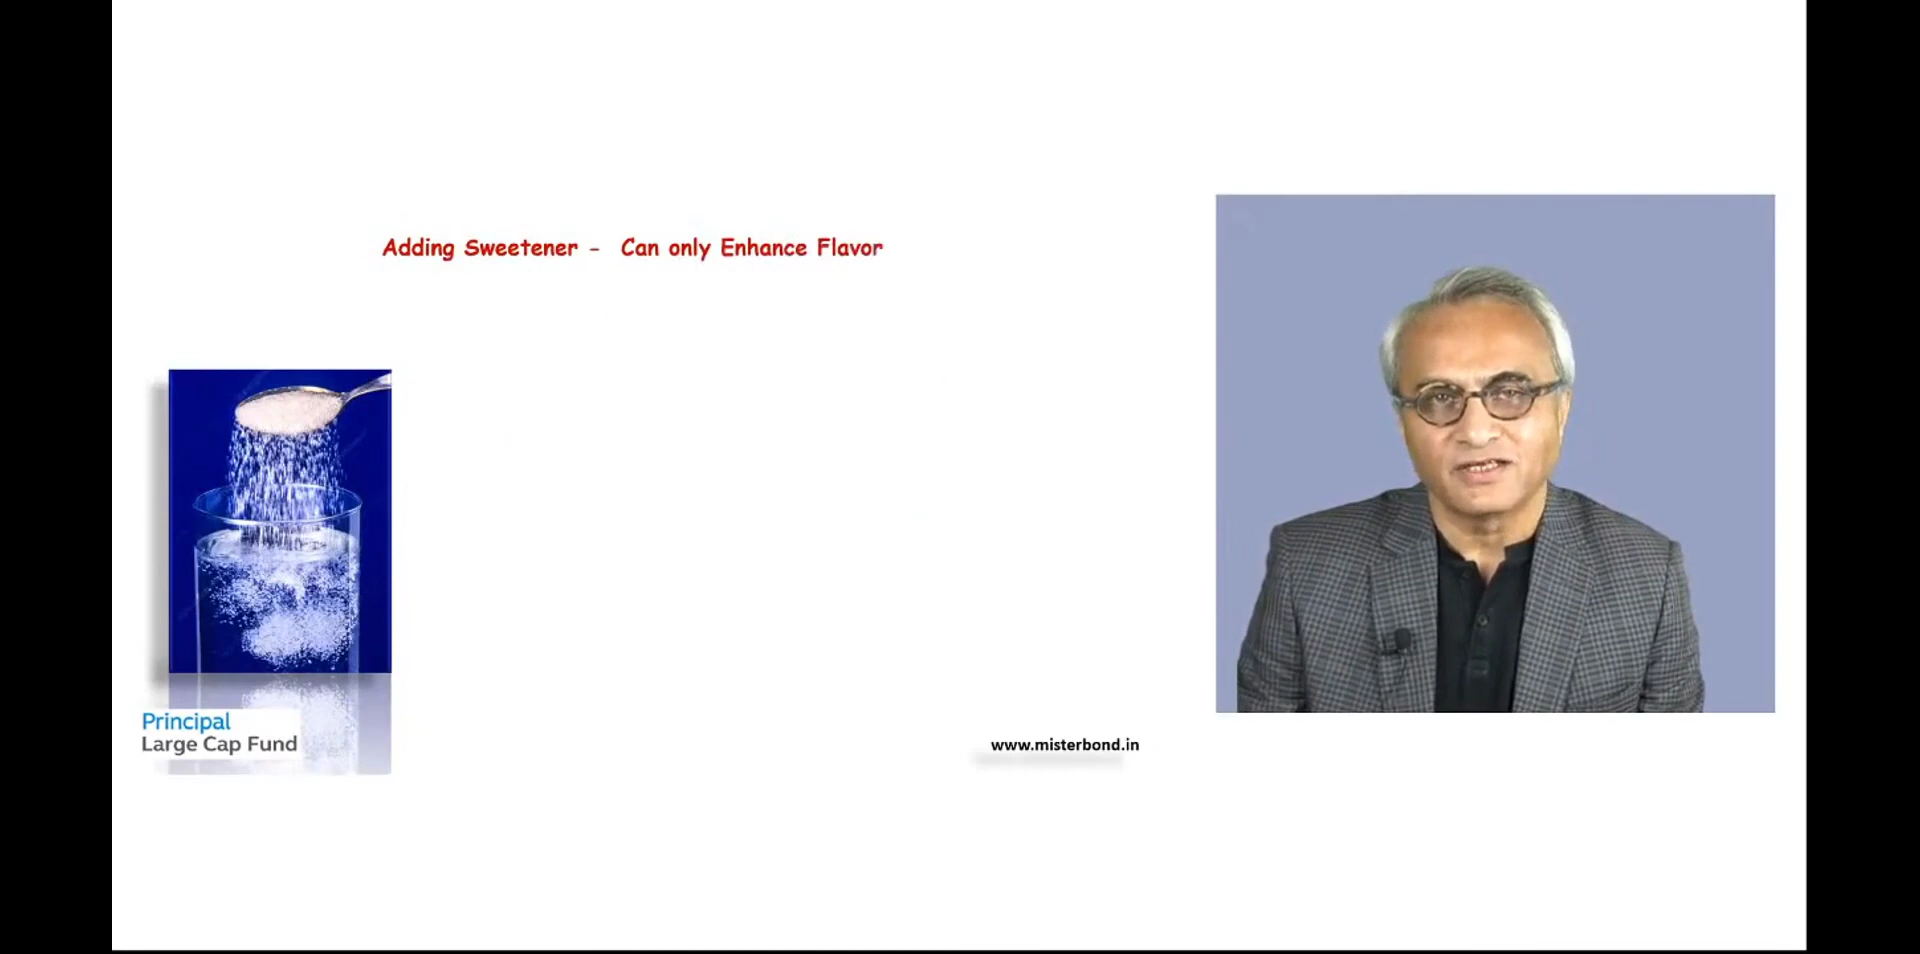 Adding Sweetener - Can only Enhance Flavor
Principal
Large Cap Fund
www.misterbond.in